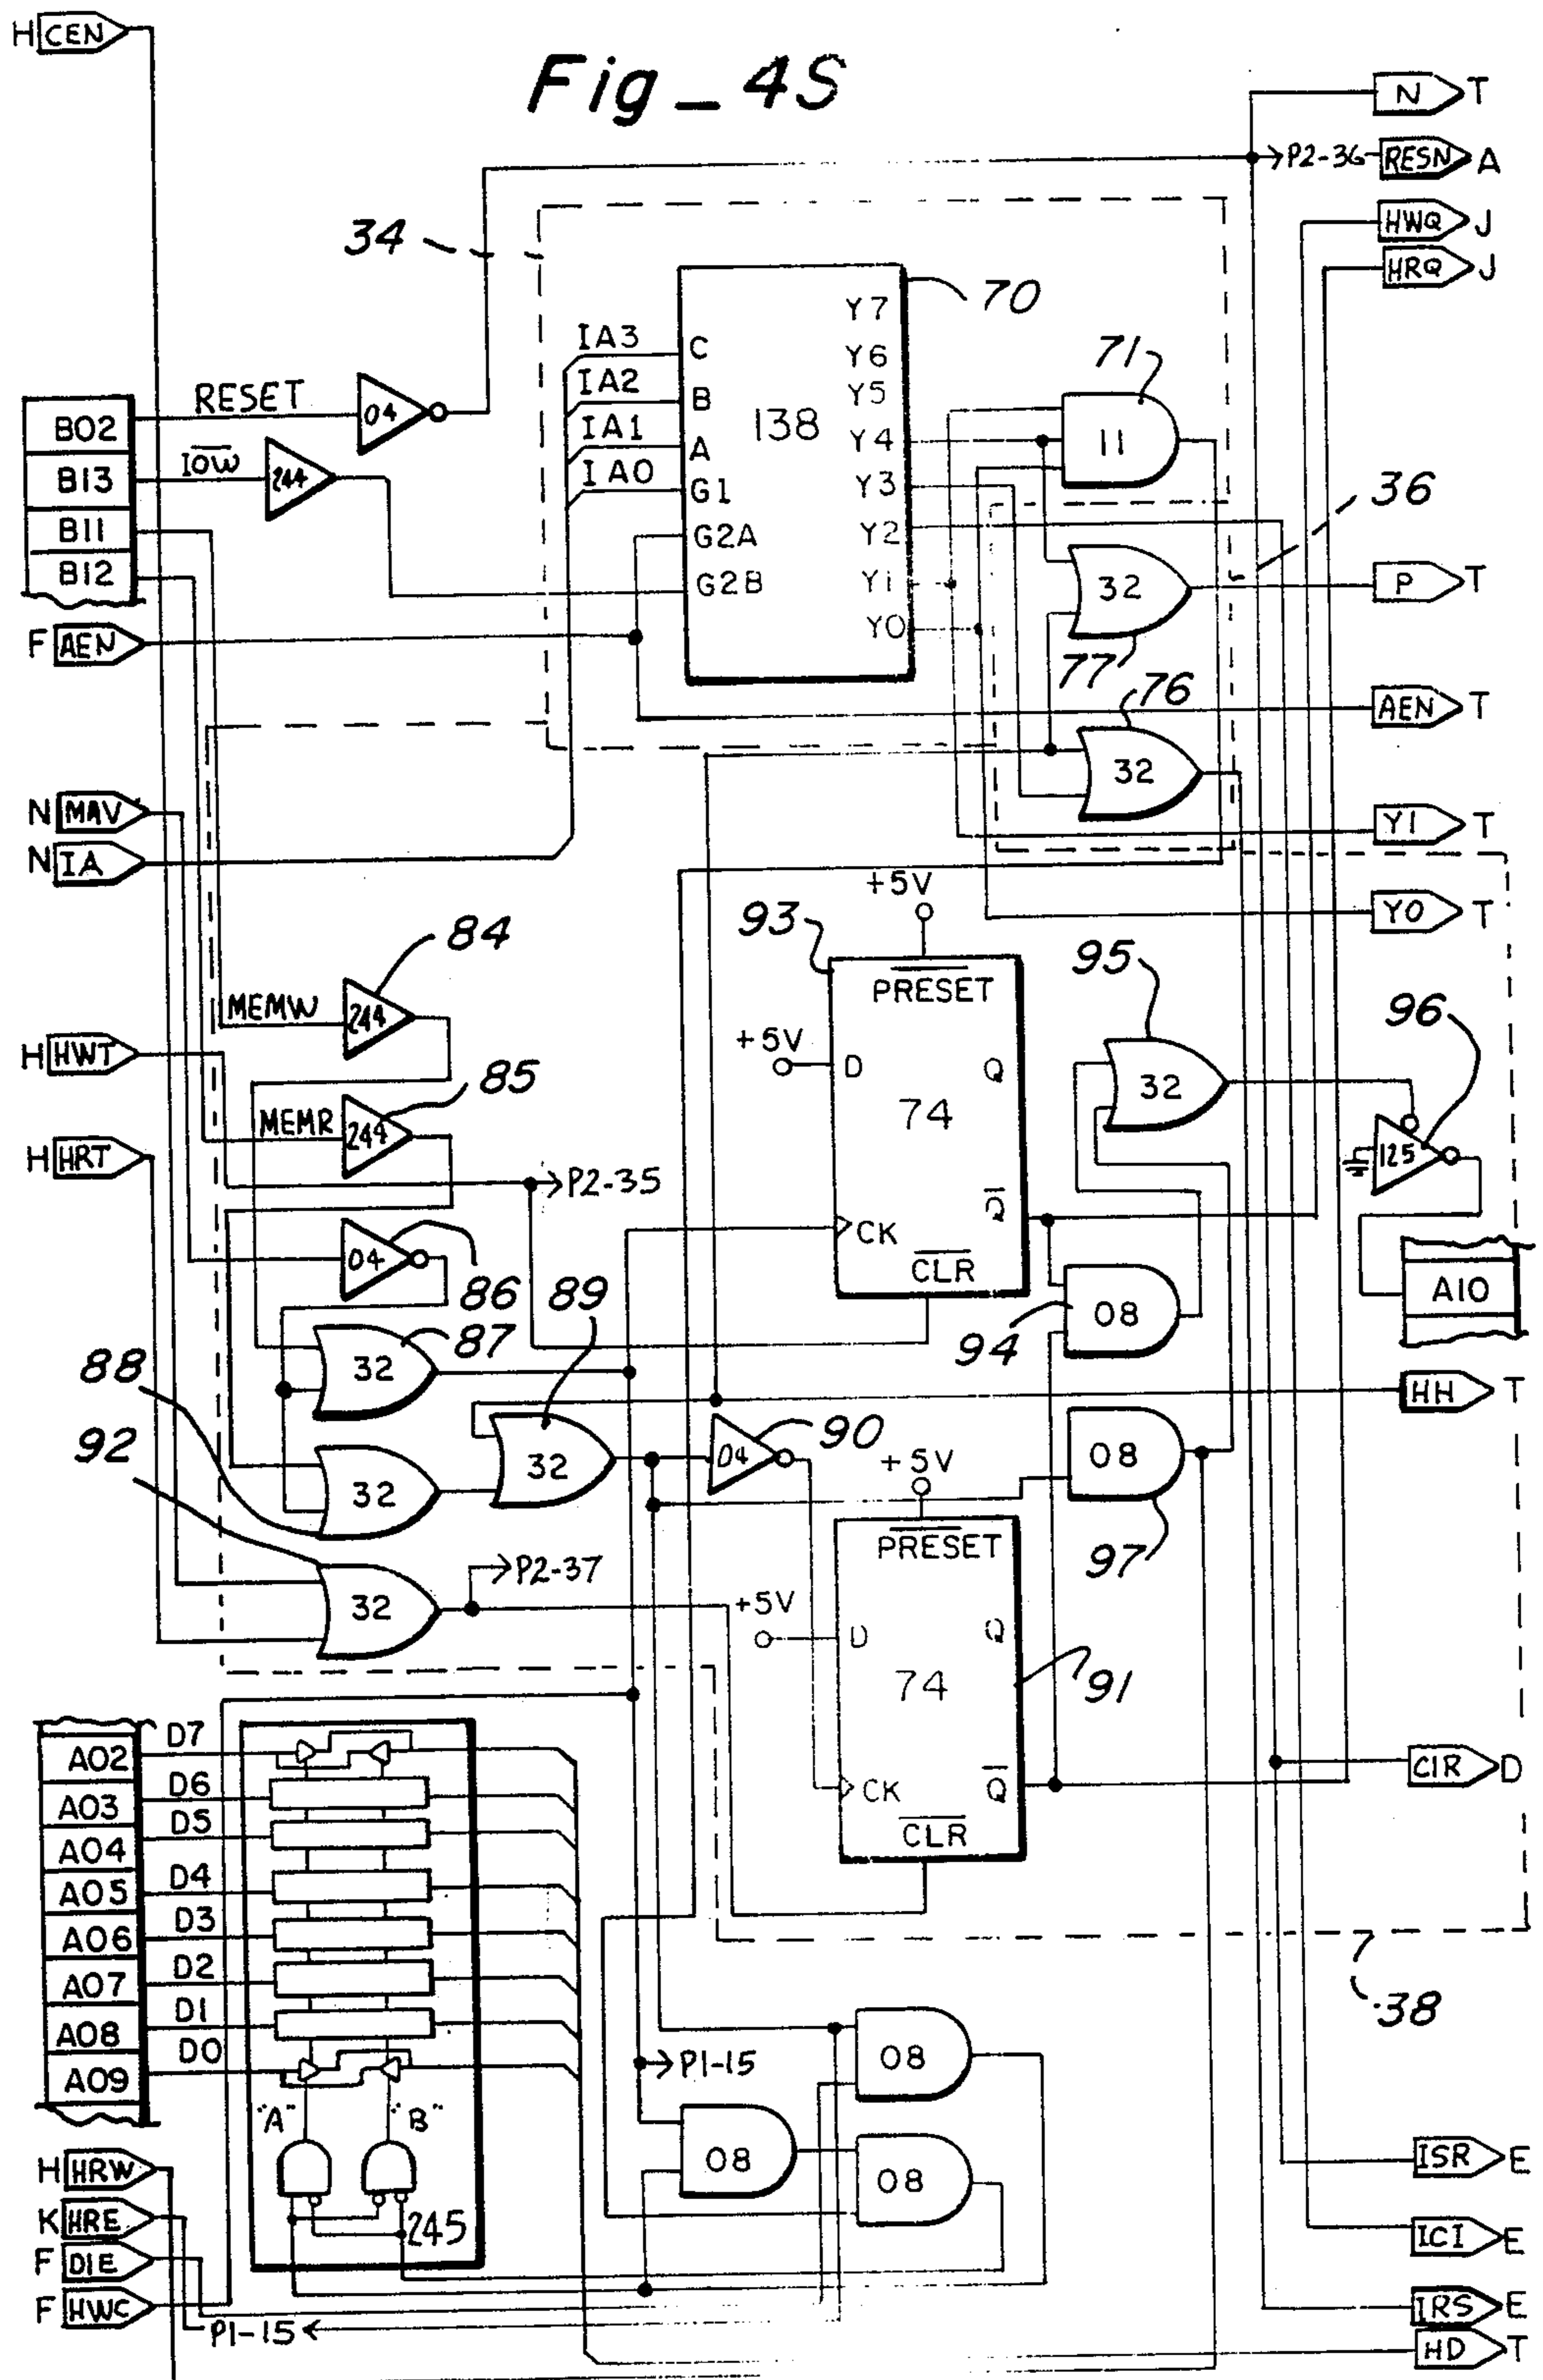 H CEN
Fig_4S
N T
→P2-36 RESN A
HWQ J
HRQ J
34
70
Y7
IA3 C
Y6
71
IA2 B
Y5
RESET
04
138
IA1 A
Y4
11
B02
IOW
244
IA0 G1
Y3
36
B13
B11
G2A
Y2
B12
G2B
Y1
32
P T
F AEN
Y0
77
76
AEN T
32
N MAV
Y1 T
N IA
+5V
Y0 T
93
84
PRESET
95
96
MEMW
244
+5V
D
Q
32
H HWT
85
74
MEMR
244
125
H HRT
→P2-35
Q
CK
04
86
CLR
A10
89
08
87
94
32
88
HH T
92
90
04
08
32
+5V
32
PRESET
97
→P2-37
32
+5V
D
Q
74
91
D7
A02
CIR D
D6
A03
CK
Q
D5
A04
CLR
D4
A05
D3
A06
D2
A07
38
D1
A08
D0
08
→P1-15
A09
"A"
"B"
ISR E
08
08
H HRW
K HRE
245
ICI E
F DIE
F HWC
IRS E
P1-15←
HD T